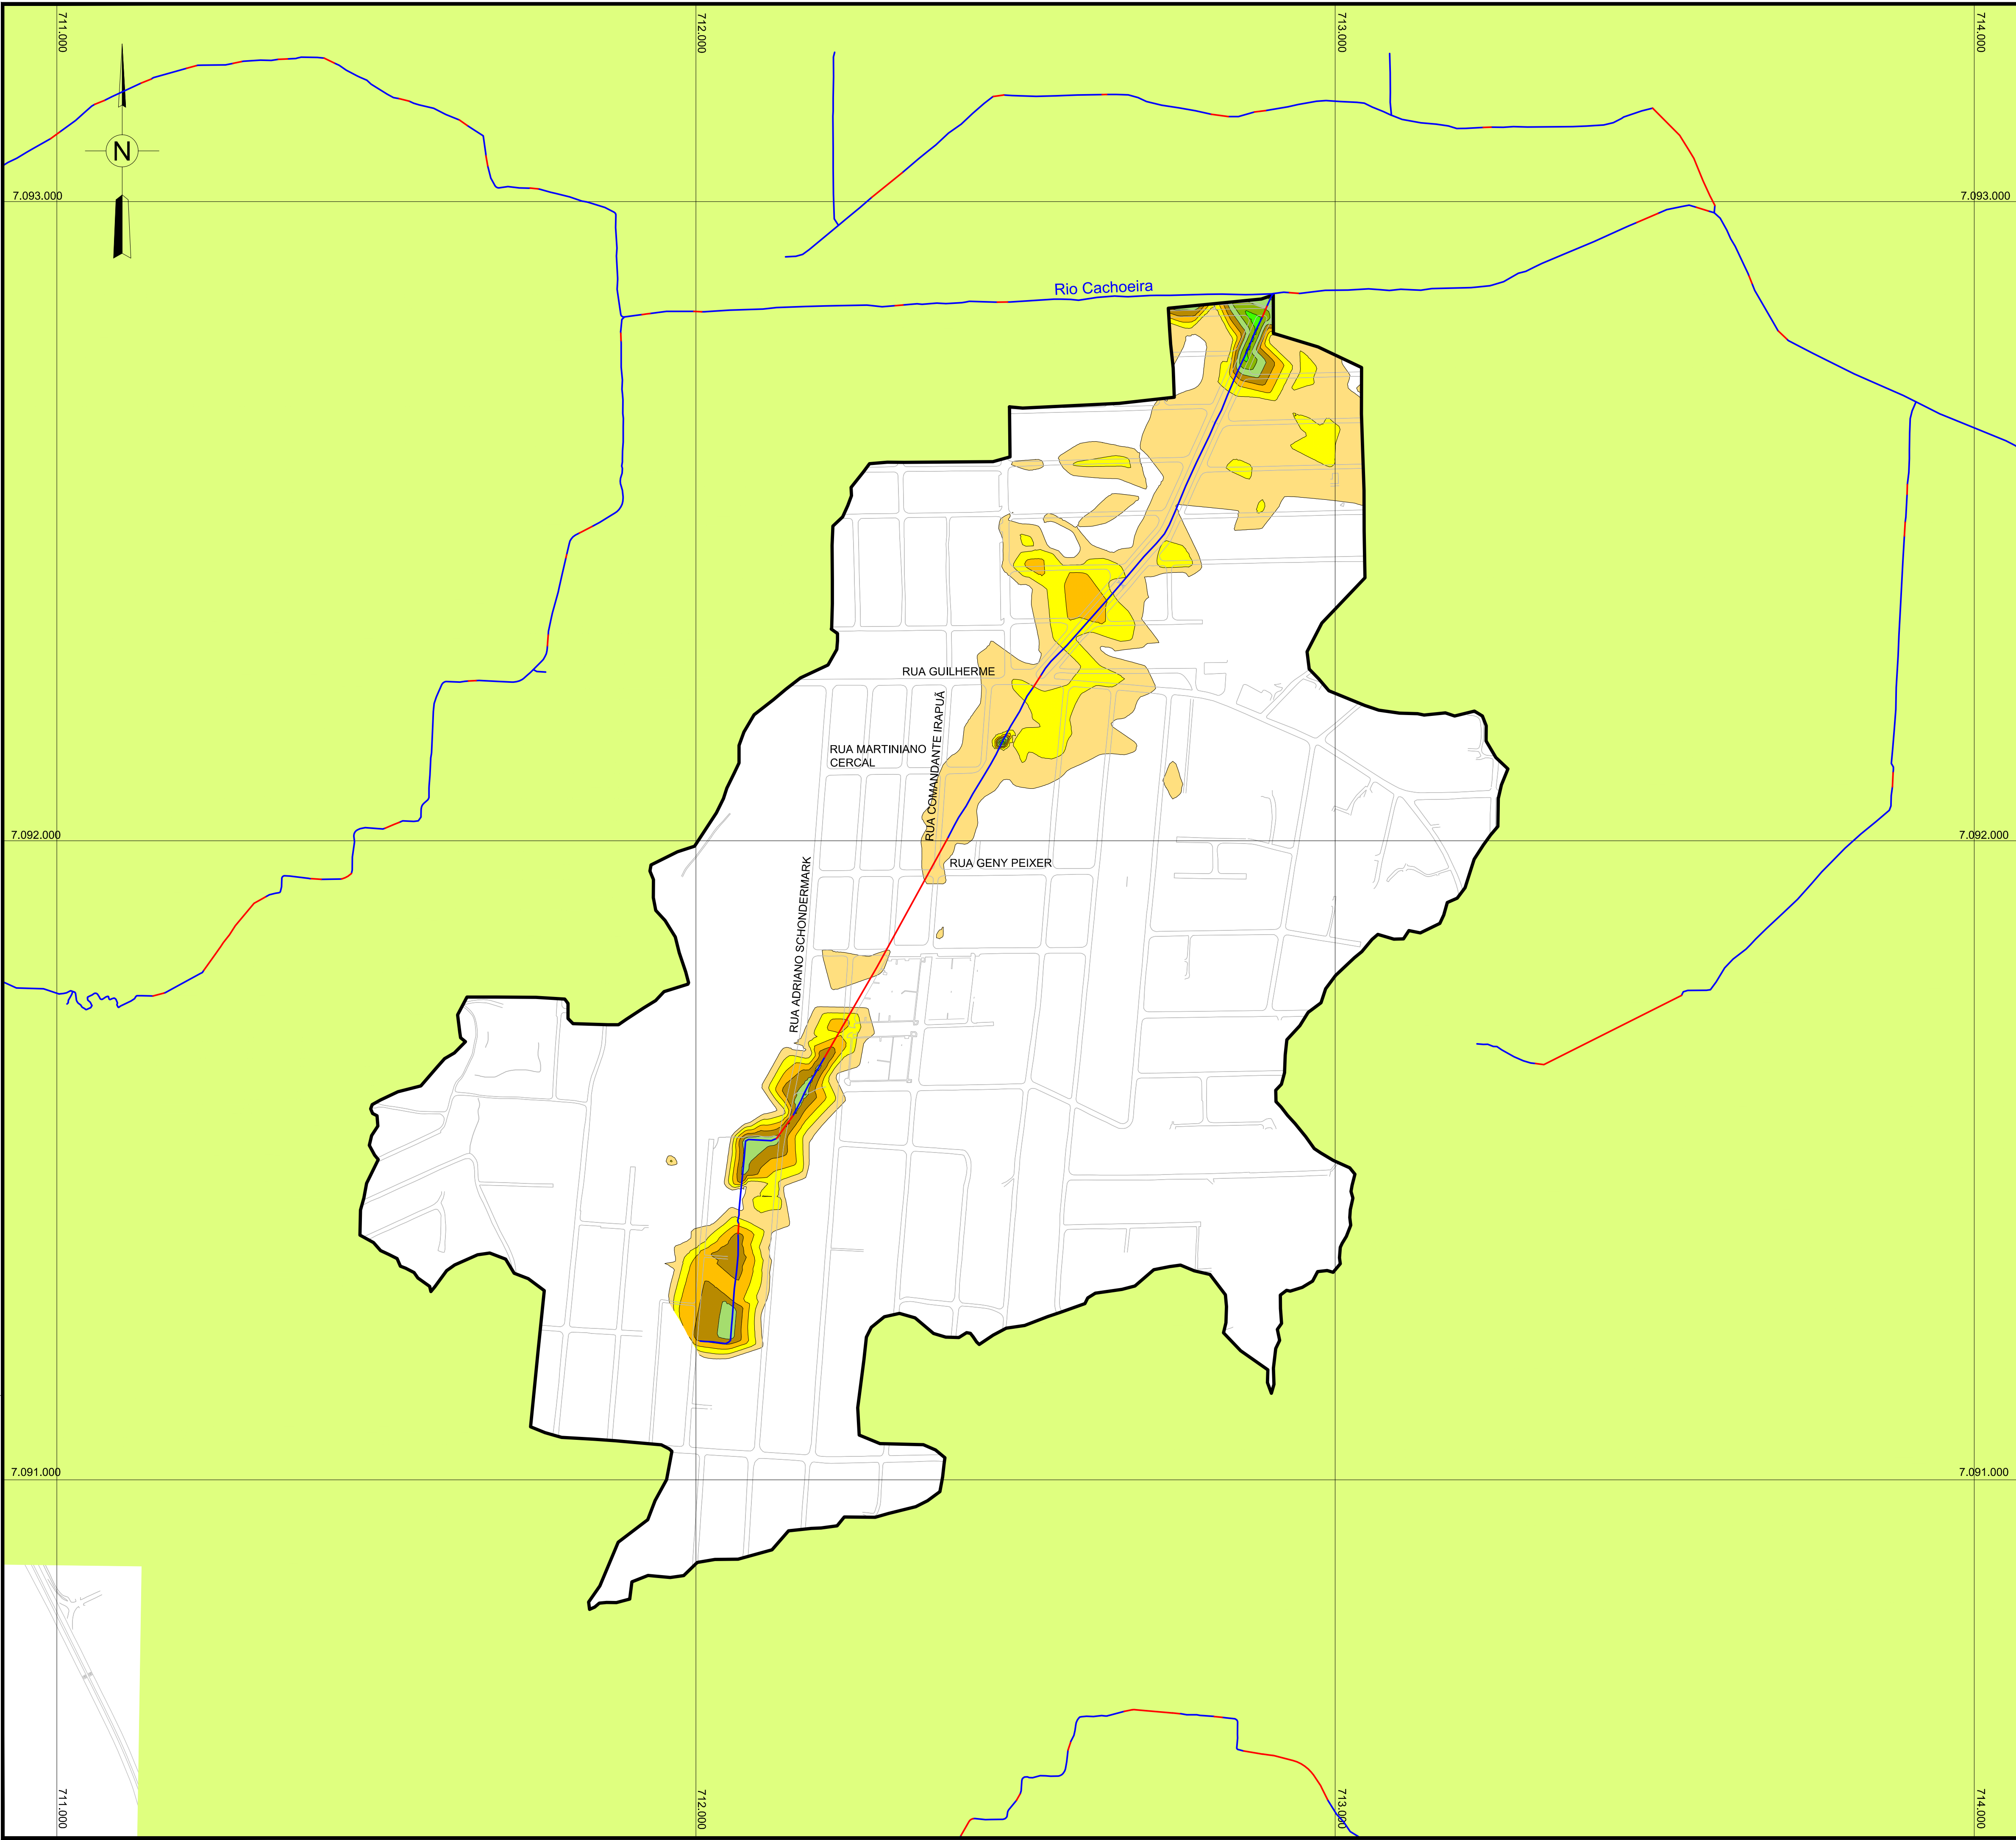 711.000
712.000
713.000
714.000
N
7.093.000
7.093.000
Rio Cachoeira
RUA GUILHERME
RUA COMANDANTE IRAPUÃ
RUA MARTINIANO
CERCAL
7.092.000
7.092.000
RUA GENY PEIXER
RUA ADRIANO SCHONDERMARK
7.091.000
7.091.000
711.000
712.000
713.000
714.000